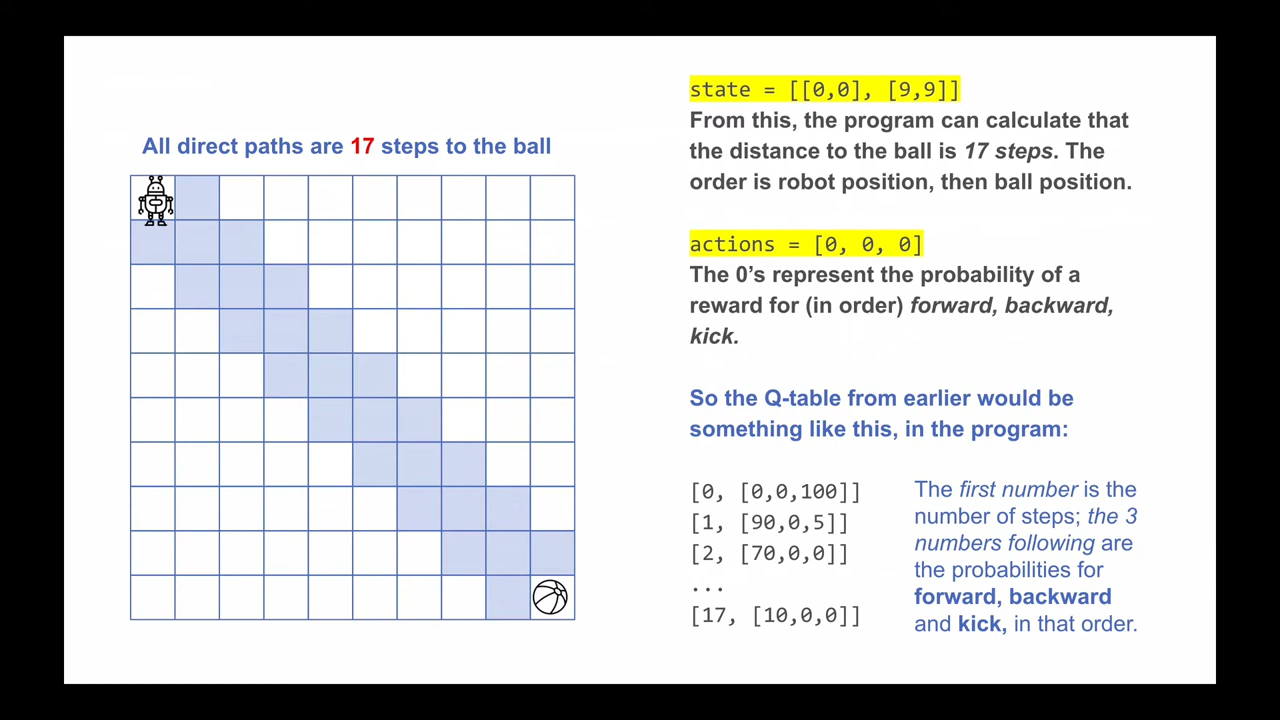 All direct paths are 17 steps to the ball
state = [[0,0], [9,9]]
From this, the program can calculate that
the distance to the ball is 17 steps. The
order is robot position, then ball position.
actions = [0, 0, 0]
The 0's represent the probability of a
reward for (in order) forward, backward,
kick.
So the Q-table from earlier would be
something like this, in the program:
[0, [0,0,100]]
[1, [90,0,5]]
[2, [70,0,0]]
...
[17, [10,0,0]]
The first number is the
number of steps; the 3
numbers following are
the probabilities for
forward, backward
and kick, in that order.